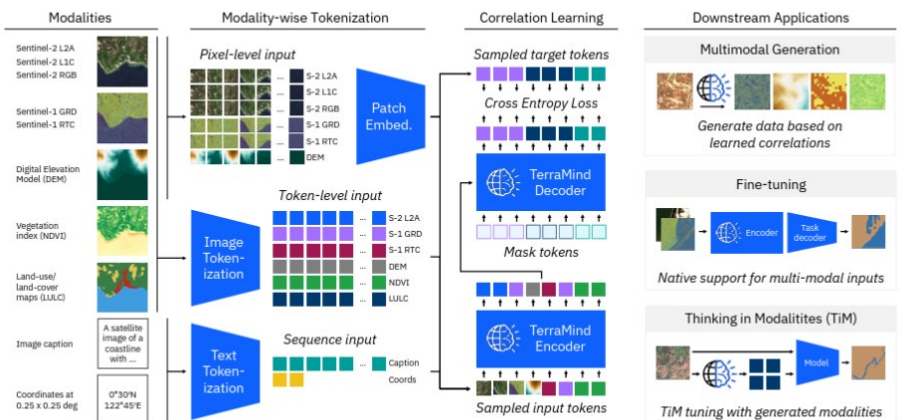 Modalities
Sentinel-2 L2A
Sentinel-2 L1C
Sentinel-2 RGB
Sentinel-1 GRD
Sentinel-1 RTC
Digital Elevation
Model (DEM)
Vegetation
index (NDVI)
Land-use/
land-cover
maps (LULC)
Image caption
A satellite
image of a
coastline
with ...
Coordinates at
0.25 x 0.25 deg
0°30'N
122°45'E
Modality-wise Tokenization
Pixel-level input
... S-2 L2A
... S-2 L1C
... S-2 RGB
... S-1 GRD
... S-1 RTC
... DEM
Patch
Embed.
Token-level input
Image
Token-
ization
... S-2 L2A
... S-1 GRD
... S-1 RTC
... DEM
... NDVI
... LULC
Sequence input
Text
Token-
ization
... Caption
Coords
Correlation Learning
Sampled target tokens
Cross Entropy Loss
TerraMind
Decoder
Mask tokens
TerraMind
Encoder
Sampled input tokens
Downstream Applications
Multimodal Generation
Generate data based on
learned correlations
Fine-tuning
Encoder
Task
decoder
Native support for multi-modal inputs
Thinking in Modalitites (TiM)
Model
TiM tuning with generated modalities